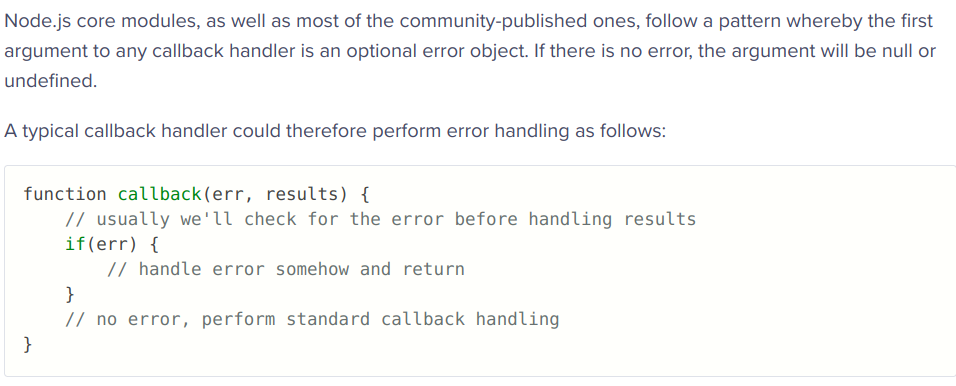 Node.js core modules, as well as most of the community-published ones, follow a pattern whereby the first
argument to any callback handler is an optional error object. If there is no error, the argument will be null or
undefined.
A typical callback handler could therefore perform error handling as follows:
function callback(err, results) {
    // usually we'll check for the error before handling results
    if(err) {
        // handle error somehow and return
    }
    // no error, perform standard callback handling
}